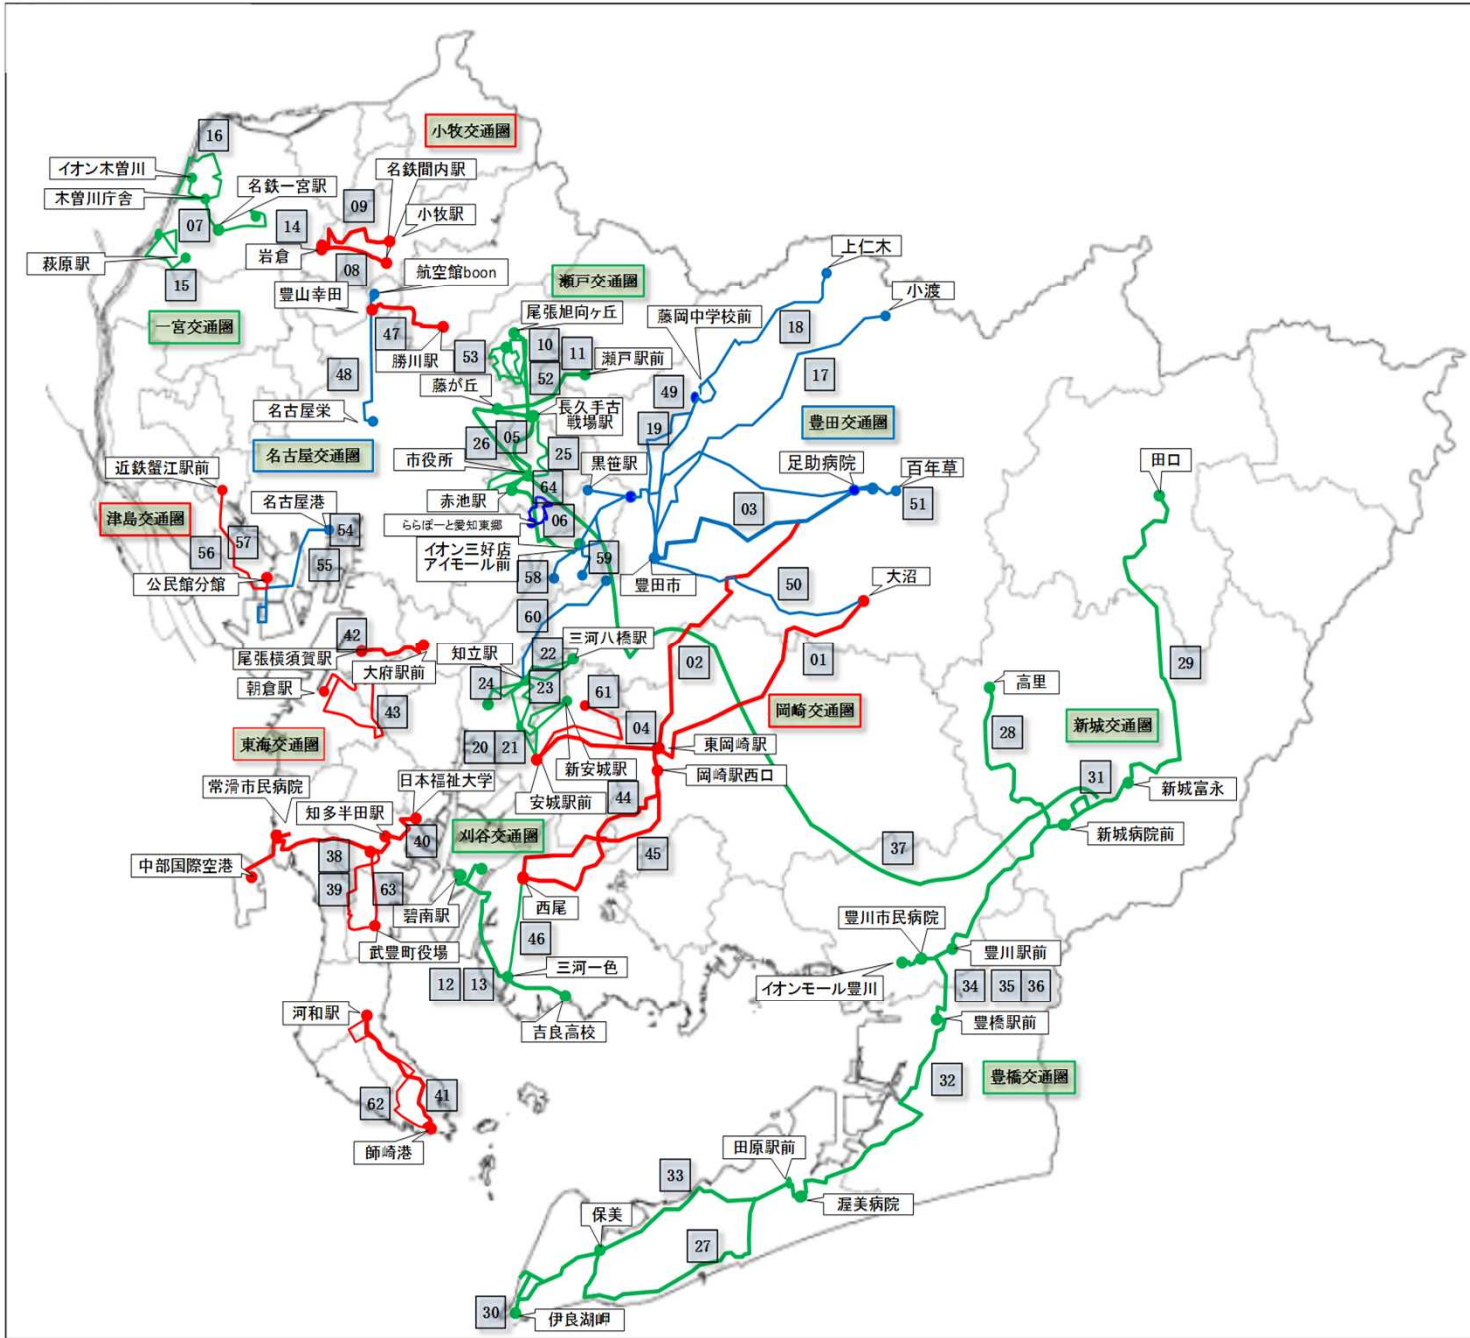 16
小牧交通圏
イオン木曽川
名鉄間内駅
木曽川庁舎
名鉄一宮駅
09
小牧駅
07
14
岩倉
上仁木
萩原駅
08
航空館boon
瀬戸交通圏
15
豊山幸田
小渡
一宮交通圏
尾張旭向ヶ丘
藤岡中学校前
18
47
10
11
瀬戸駅前
勝川駅
53
48
52
17
藤が丘
49
名古屋栄
長久手古
戦場駅
19
豊田交通圏
26
05
25
名古屋交通圏
市役所
黒笹駅
足助病院
百年草
田口
近鉄蟹江駅前
名古屋港
赤池駅
64
03
51
津島交通圏
54
ららぽーと愛知東郷
06
57
56
55
イオン三好店
アイモール前
59
公民館分館
58
豊田市
50
大沼
60
42
尾張横須賀駅
大府駅前
知立駅
22
三河八橋駅
02
01
29
朝倉駅
24
23
61
高里
43
04
岡崎交通圏
28
新城交通圏
東海交通圏
20
21
新安城駅
東岡崎駅
常滑市民病院
日本福祉大学
安城駅前
44
岡崎駅西口
31
新城富永
知多半田駅
刈谷交通圏
新城病院前
38
40
45
37
中部国際空港
39
63
碧南駅
西尾
豊川市民病院
武豊町役場
46
豊川駅前
12
13
三河一色
イオンモール豊川
34
35
36
河和駅
吉良高校
豊橋駅前
豊橋交通圏
32
62
41
師崎港
田原駅前
33
渥美病院
保美
27
30
伊良湖岬